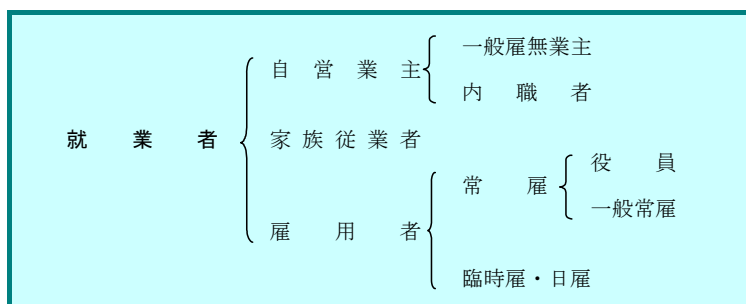 一般雇無業主
自営業主
内職者
就業者
家族従業者
役員
常雇
一般常雇
雇用者
臨時雇・日雇